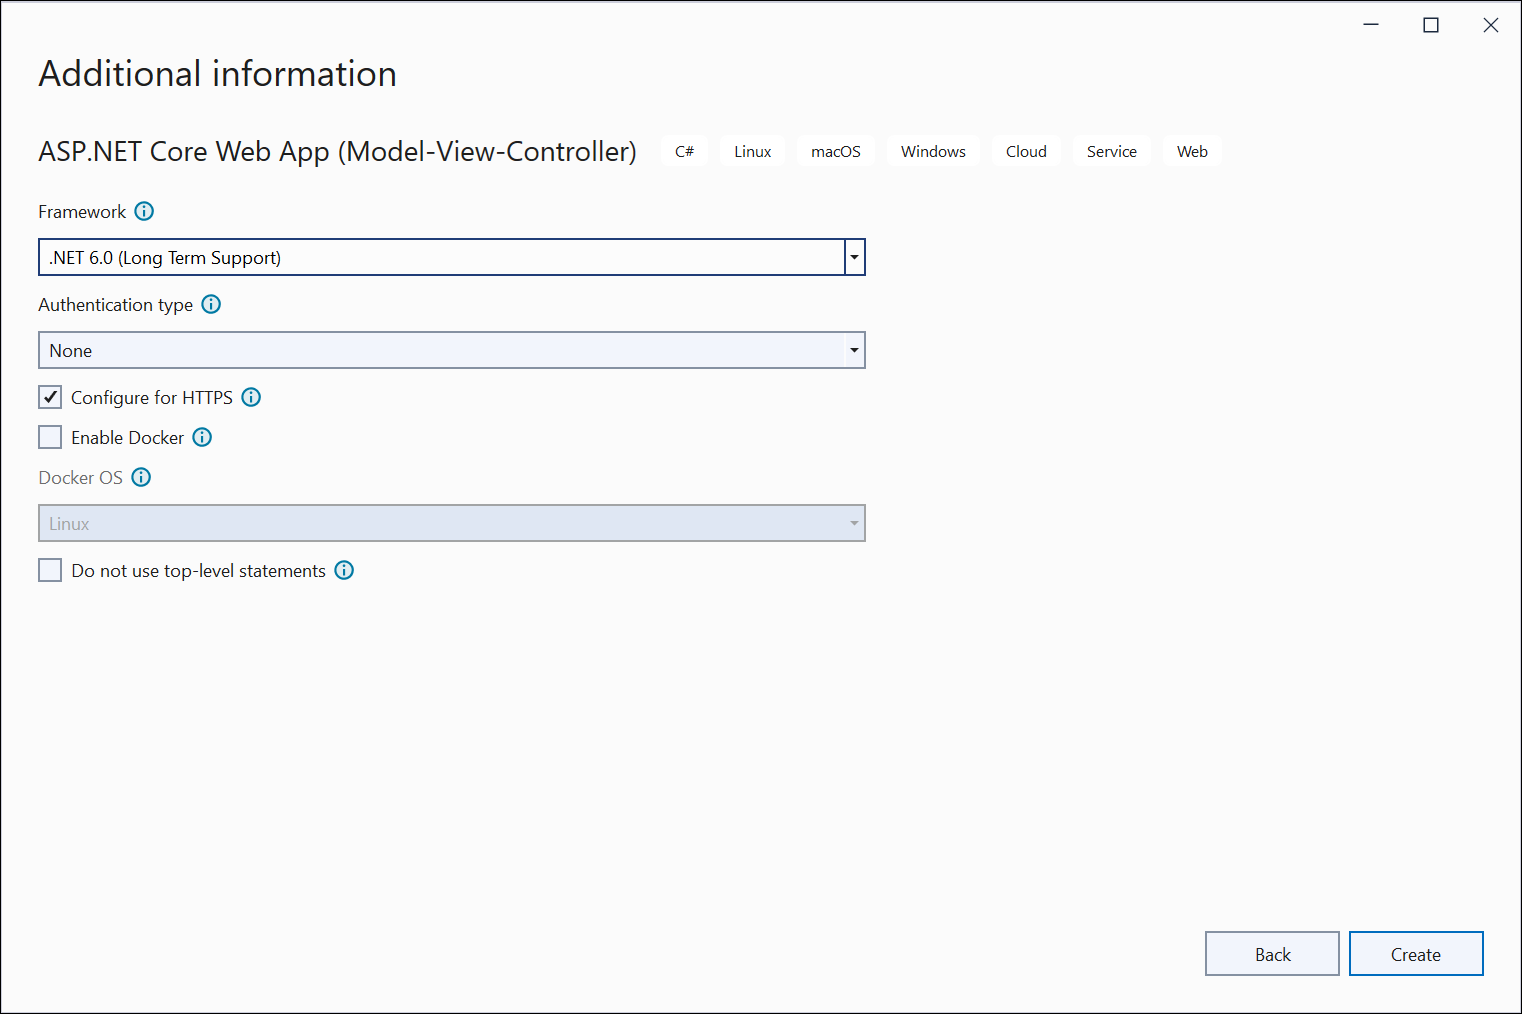 Additional information
ASP.NET Core Web App (Model-View-Controller) C# Linux macOS Windows Cloud Service Web
Framework
.NET 6.0 (Long Term Support)
Authentication type
None
Configure for HTTPS
Enable Docker
Docker OS
Linux
Do not use top-level statements
Back Create